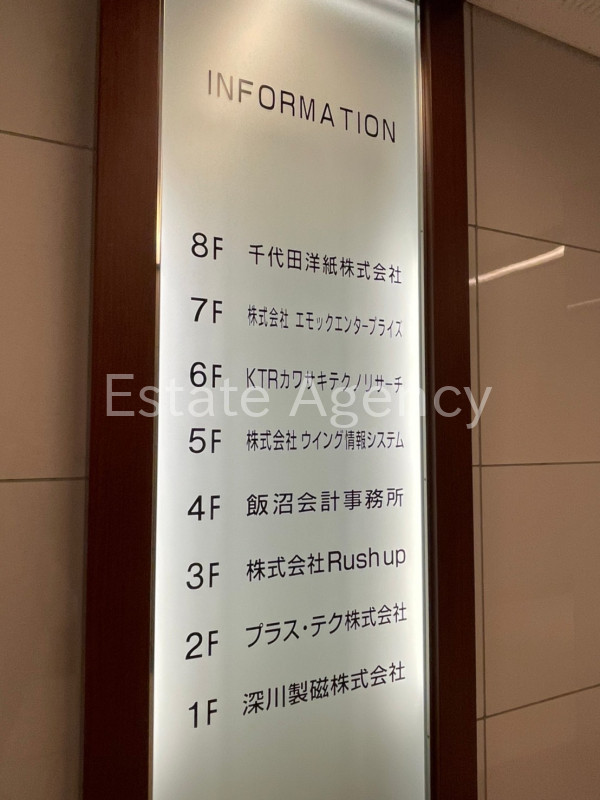 INFORMATION
8F 千代田洋紙株式会社
7F 株式会社 エモックエンタープライズ
6F KTRカワサキテクノリサーチ
Estate Agency
5F 株式会社 ウイング情報システム
4F 飯沼会計事務所
3F 株式会社Rush up
2F プラス・テク株式会社
1F 深川製磁株式会社